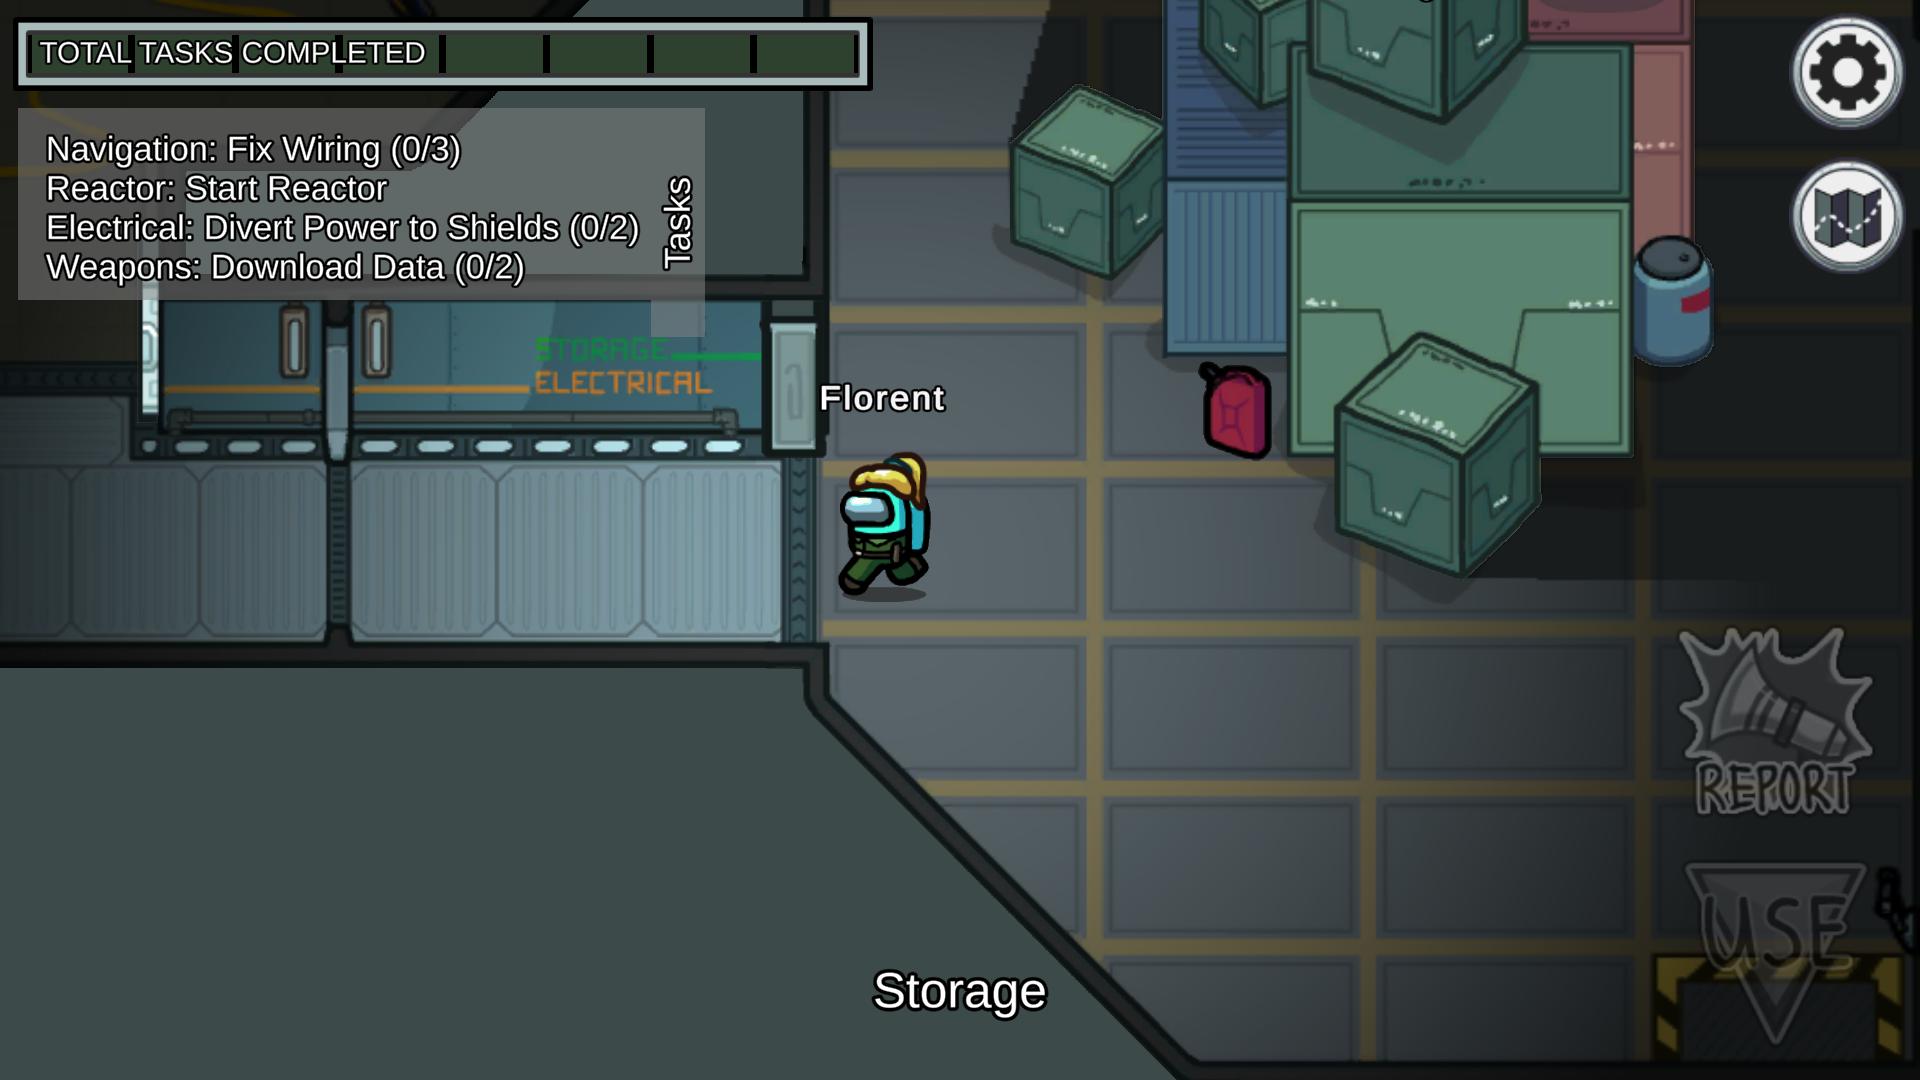 TOTAL TASKS COMPLETED
Navigation: Fix Wiring (0/3)
Reactor: Start Reactor
Electrical: Divert Power to Shields (0/2)
Weapons: Download Data (0/2)
Tasks
STORAGE
ELECTRICAL
Florent
REPORT
USE
Storage